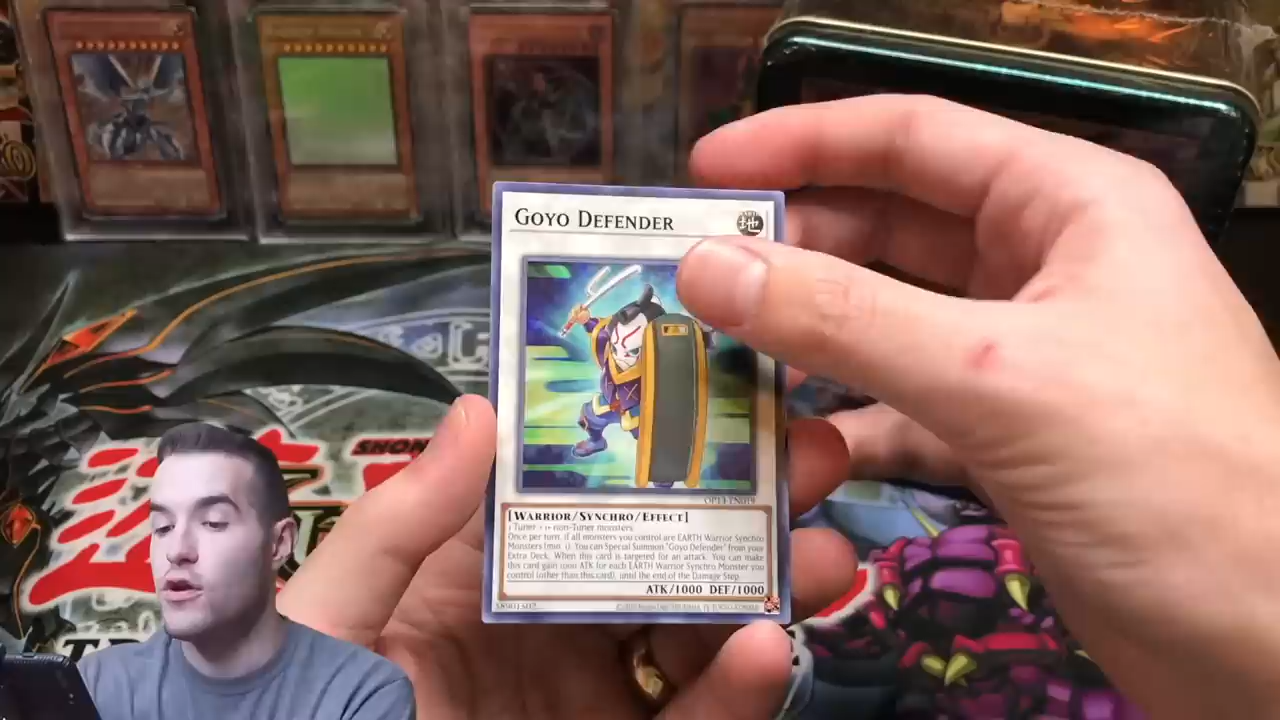 GOYO DEFENDER
SHON
OP14-EN019
[WARRIOR/SYNCHRO/EFFECT]
1 Tuner + 1+ non-Tuner monsters
Once per turn, if all monsters you control are EARTH Warrior Synchro
Monsters (min. 1): You can Special Summon "Goyo Defender" from your
Extra Deck. When this card is targeted for an attack: You can make
this card gain 1000 ATK for each EARTH Warrior Synchro Monster you
control (other than this card), until the end of the Damage Step.
ATK/1000 DEF/1000